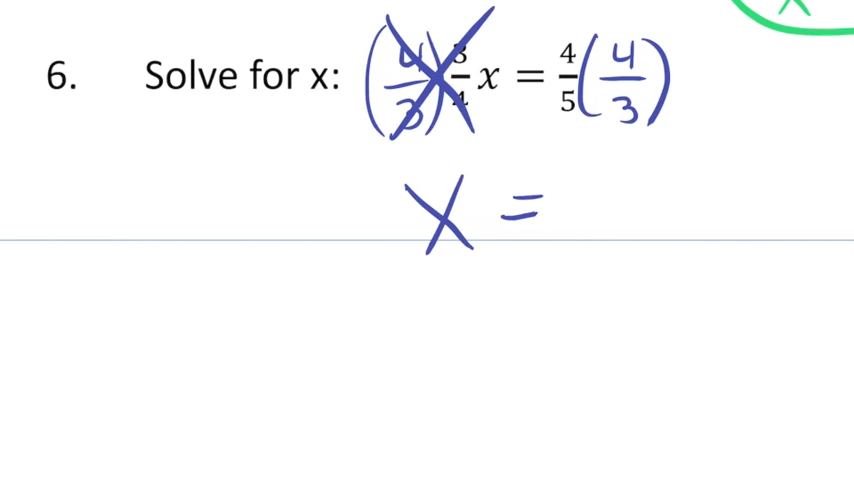 6. Solve for x: (4/3) 3/4 x = 4/5 (4/3)
x =